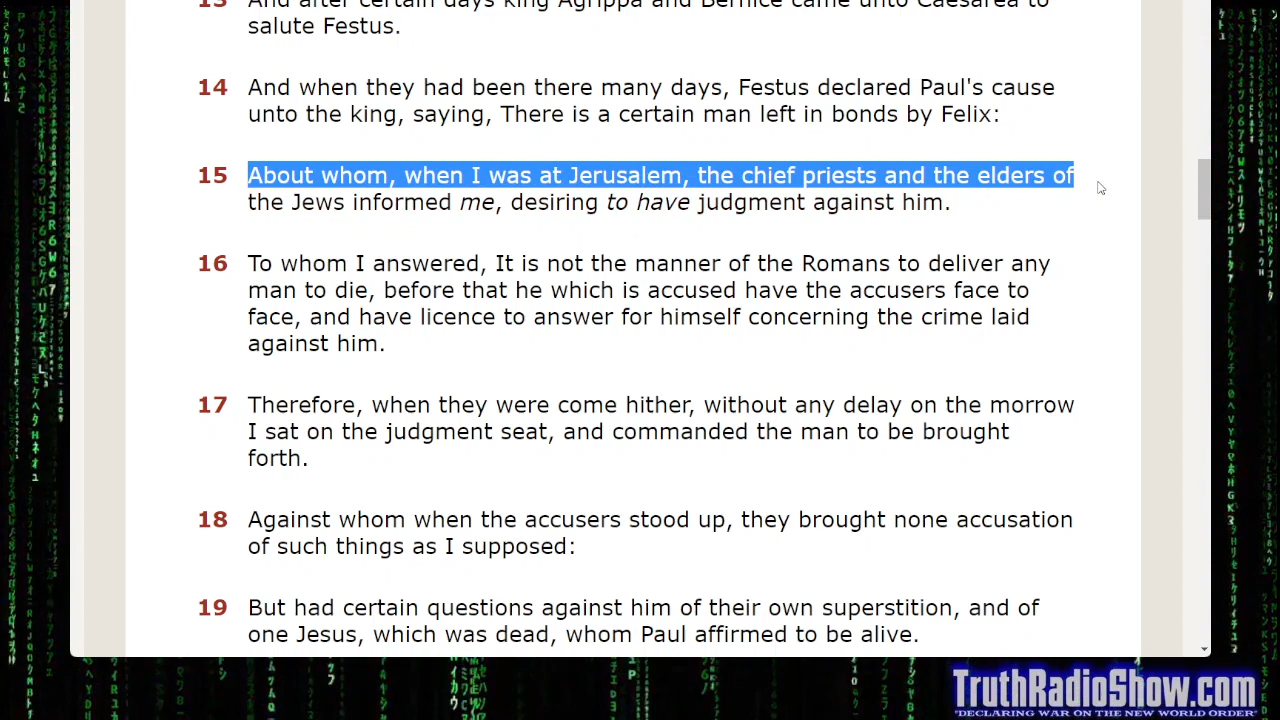 13 And after certain days king Agrippa and Bernice came unto Caesarea to
salute Festus.
14 And when they had been there many days, Festus declared Paul's cause
unto the king, saying, There is a certain man left in bonds by Felix:
15 About whom, when I was at Jerusalem, the chief priests and the elders of
the Jews informed me, desiring to have judgment against him.
16 To whom I answered, It is not the manner of the Romans to deliver any
man to die, before that he which is accused have the accusers face to
face, and have licence to answer for himself concerning the crime laid
against him.
17 Therefore, when they were come hither, without any delay on the morrow
I sat on the judgment seat, and commanded the man to be brought
forth.
18 Against whom when the accusers stood up, they brought none accusation
of such things as I supposed:
19 But had certain questions against him of their own superstition, and of
one Jesus, which was dead, whom Paul affirmed to be alive.
TruthRadioShow.com
"DECLARING WAR ON THE NEW WORLD ORDER"